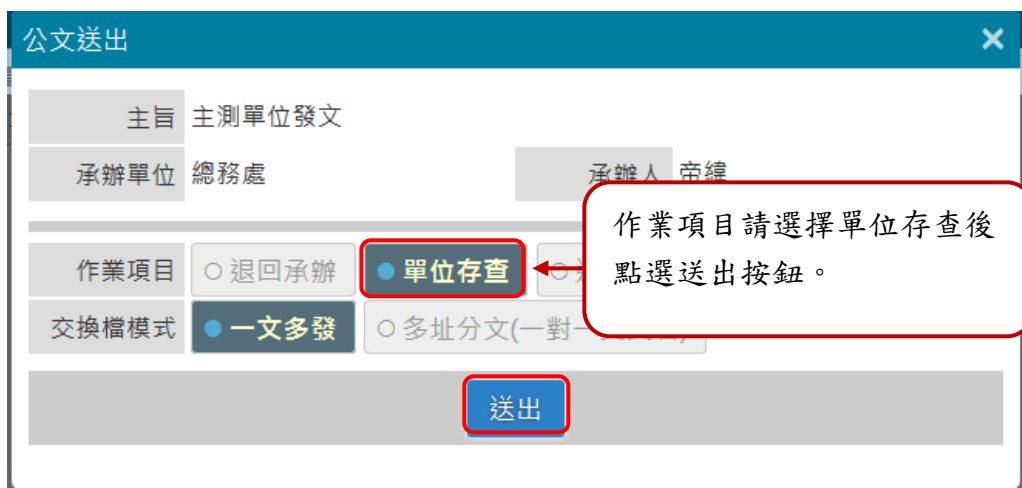 公文送出
主旨 主測單位發文
承辦單位 總務處 承辦人 帝緯
作業項目請選擇單位存查後
點選送出按鈕。
作業項目 退回承辦 單位存查
交換檔模式 一文多發 多址分文(一對一
送出